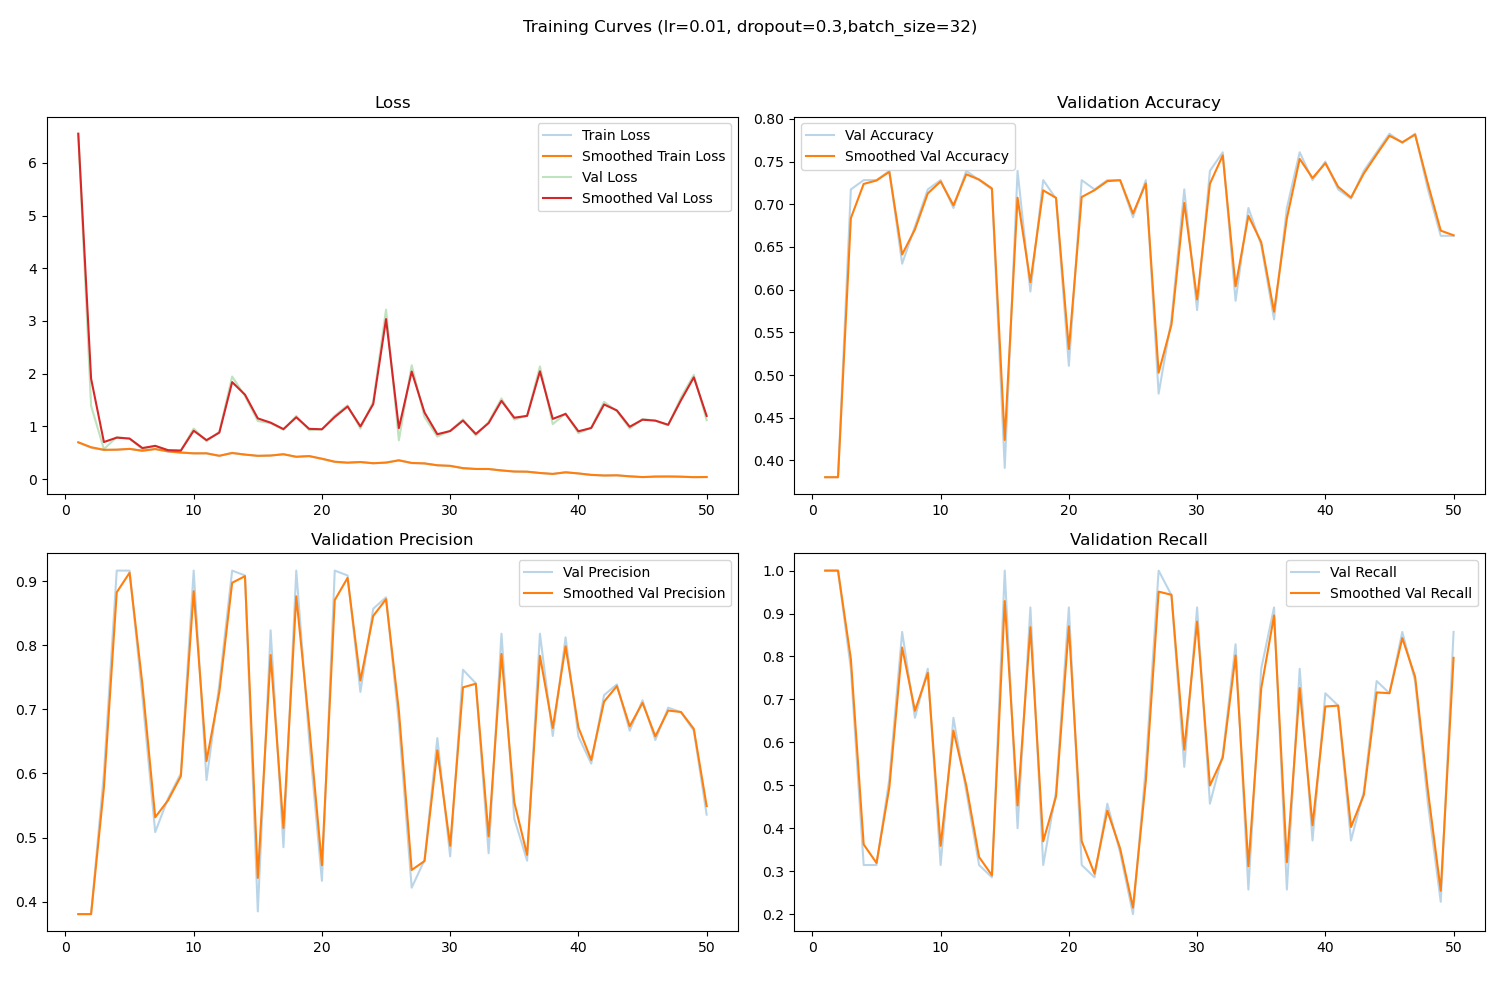 Training Curves (lr=0.01, dropout=0.3,batch_size=32)
Loss
Train Loss
Smoothed Train Loss
Val Loss
Smoothed Val Loss
6
5
4
3
2
1
0
0 10 20 30 40 50
Validation Accuracy
Val Accuracy
Smoothed Val Accuracy
0.80
0.75
0.70
0.65
0.60
0.55
0.50
0.45
0.40
0 10 20 30 40 50
Validation Precision
Val Precision
Smoothed Val Precision
0.9
0.8
0.7
0.6
0.5
0.4
0 10 20 30 40 50
Validation Recall
Val Recall
Smoothed Val Recall
1.0
0.9
0.8
0.7
0.6
0.5
0.4
0.3
0.2
0 10 20 30 40 50